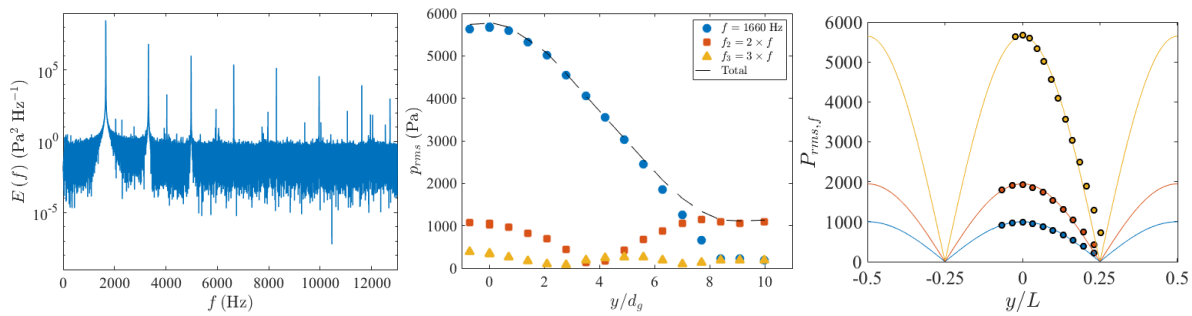 E (f) (Pa² Hz⁻¹)
10⁵
10⁰
10⁻⁵
0 2000 4000 6000 8000 10000 12000
f (Hz)
p_rms (Pa)
6000
5000
4000
3000
2000
1000
0
0 2 4 6 8 10
y/d_g
f = 1660 Hz
f₂ = 2 × f
f₃ = 3 × f
Total
P_rms,f
6000
5000
4000
3000
2000
1000
0
-0.5 -0.25 0 0.25 0.5
y/L